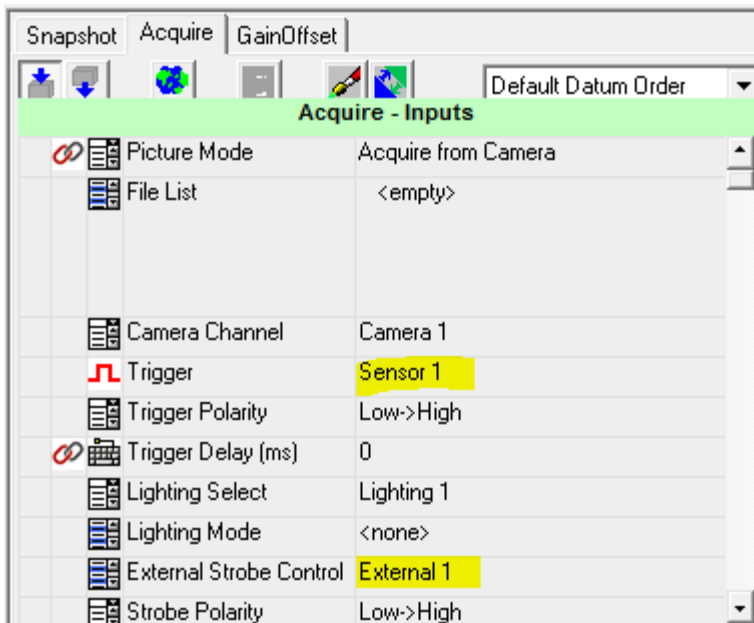 Snapshot Acquire GainOffset
Default Datum Order
Acquire - Inputs
Picture Mode Acquire from Camera
File List <empty>
Camera Channel Camera 1
Trigger Sensor 1
Trigger Polarity Low->High
Trigger Delay (ms) 0
Lighting Select Lighting 1
Lighting Mode <none>
External Strobe Control External 1
Strobe Polarity Low->High